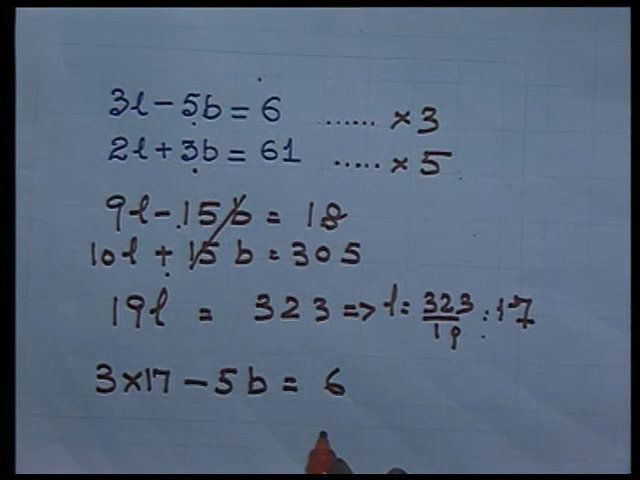 3l - 5b = 6 ...... × 3
2l + 3b = 61 ..... × 5
9l - 15b = 18
10l + 15b = 305
19l = 323 => l = 323/19 = 17
3×17 - 5b = 6